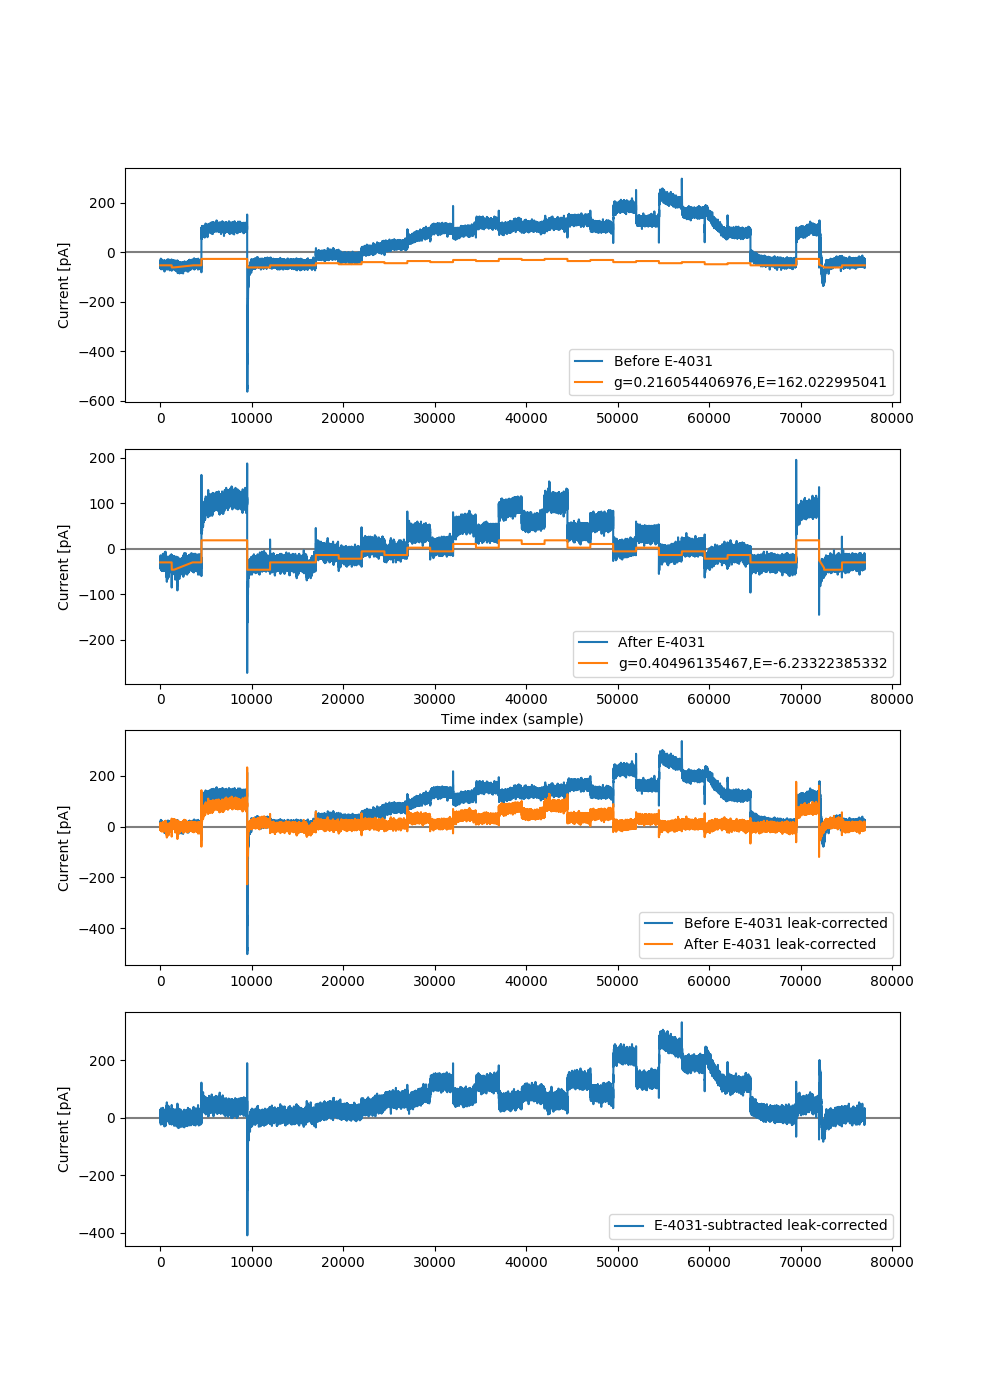 200
0
−200
−400
−600
Current [pA]
Before E-4031
g=0.216054406976,E=162.022995041
0 10000 20000 30000 40000 50000 60000 70000 80000
200
100
0
−100
−200
Current [pA]
After E-4031
g=0.40496135467,E=-6.23322385332
0 10000 20000 30000 40000 50000 60000 70000 80000
Time index (sample)
200
0
−200
−400
Current [pA]
Before E-4031 leak-corrected
After E-4031 leak-corrected
0 10000 20000 30000 40000 50000 60000 70000 80000
200
0
−200
−400
Current [pA]
E-4031-subtracted leak-corrected
0 10000 20000 30000 40000 50000 60000 70000 80000